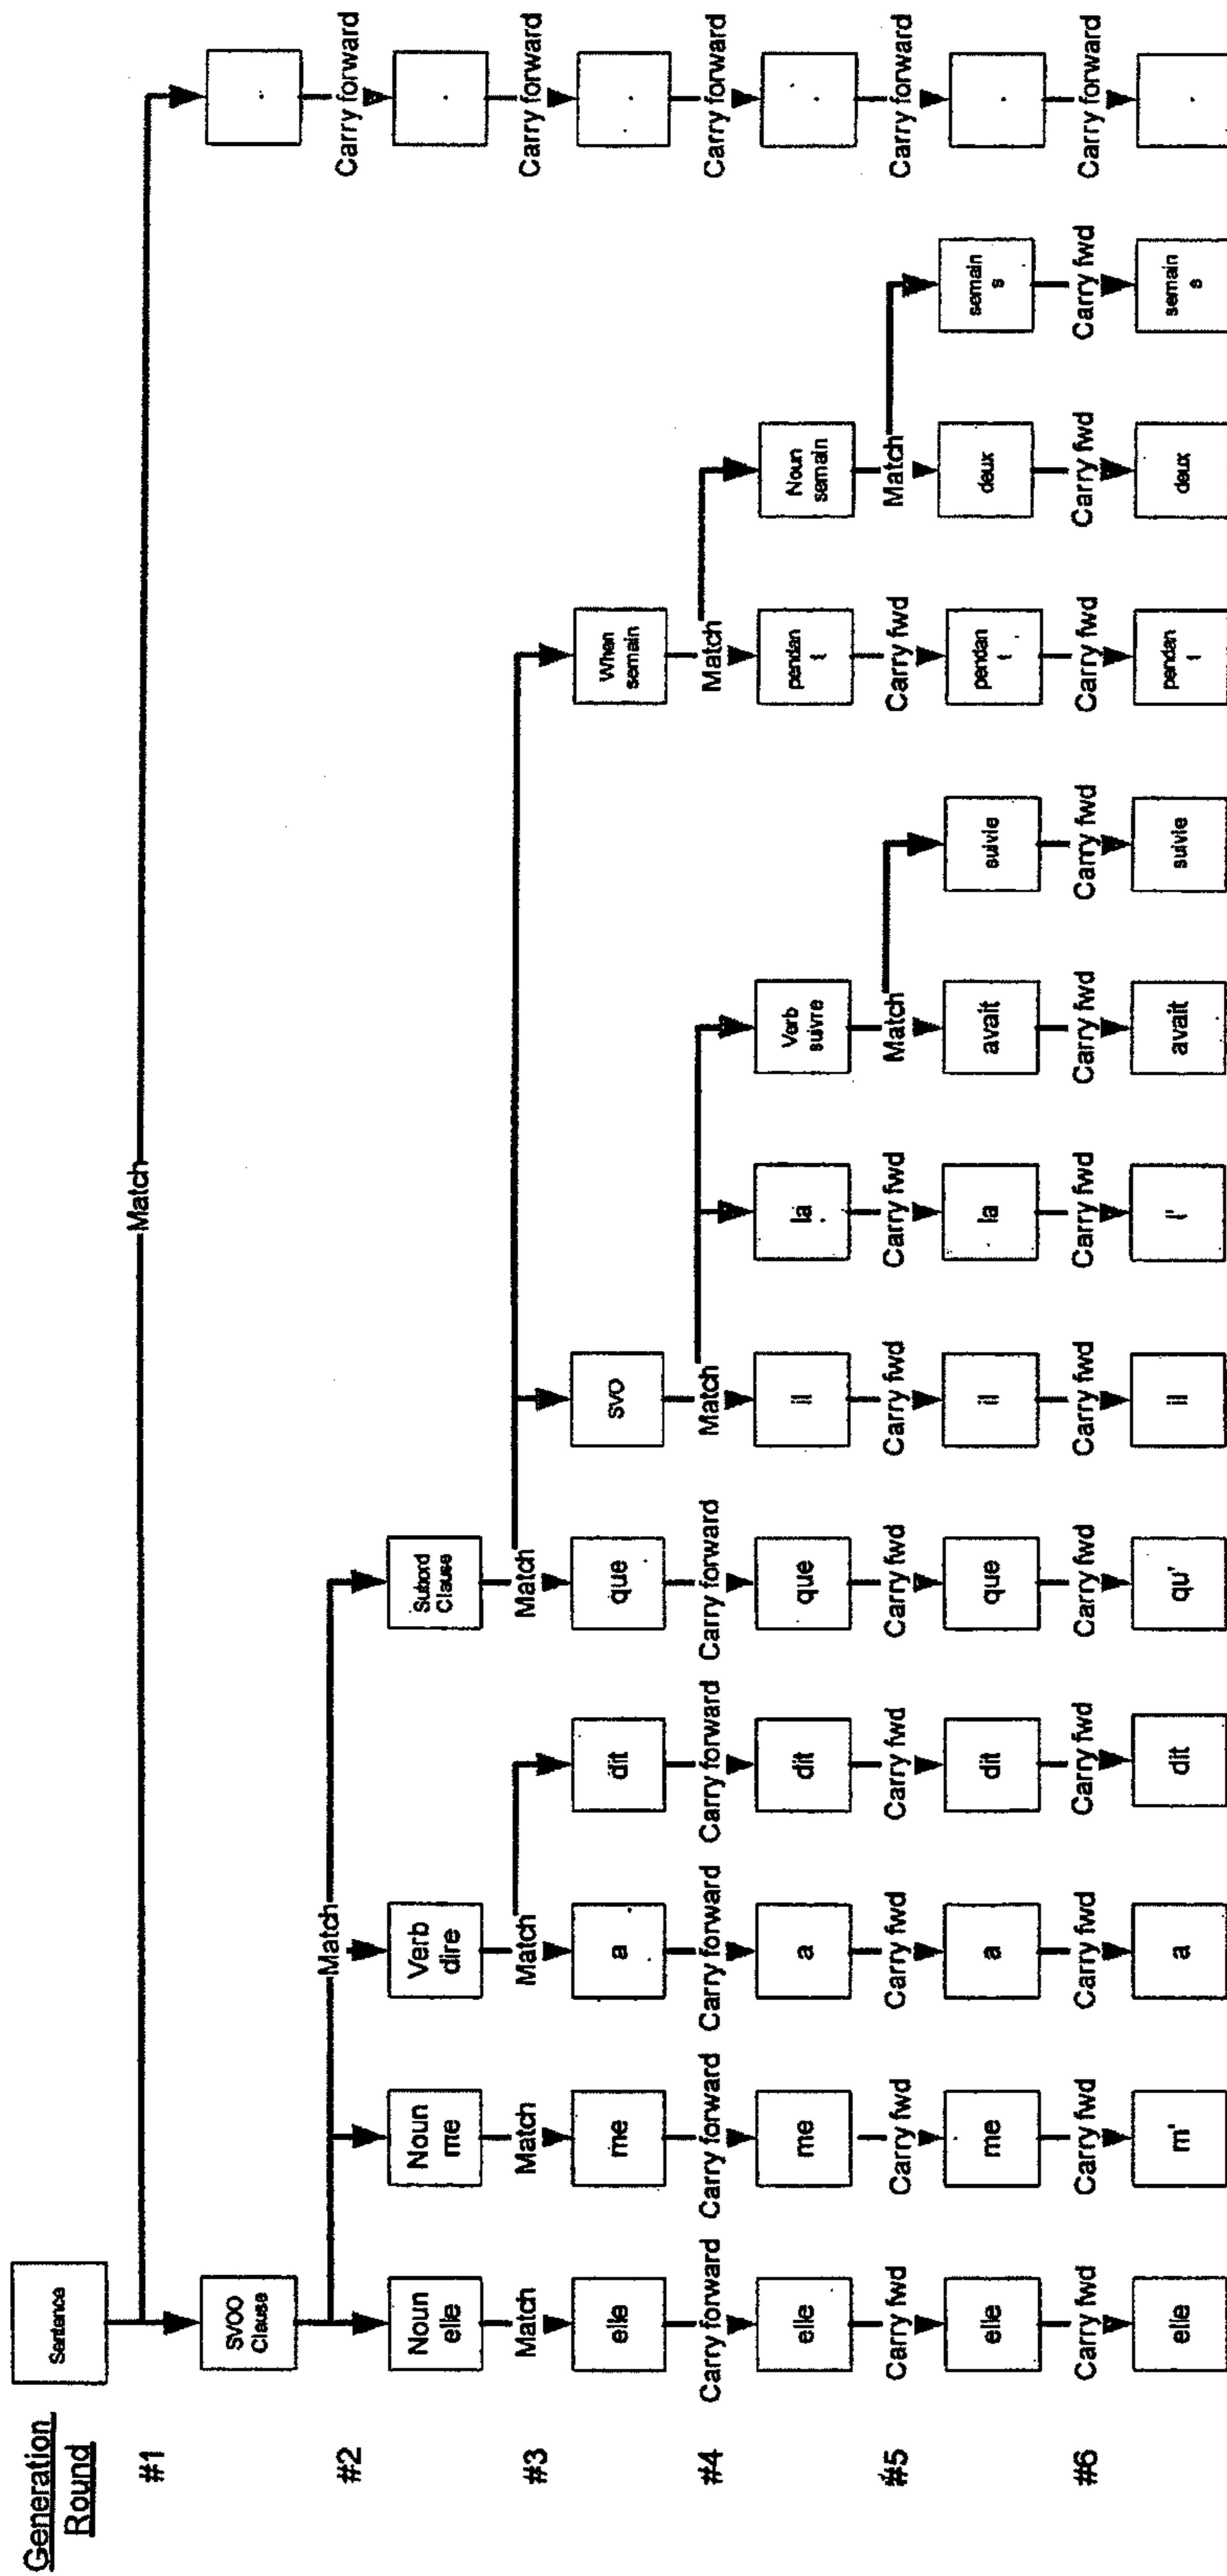 Generation
Round
Sentence
#1
Match
SVOO
Clause
.
#2
Match
Carry forward
Noun
elle
Noun
me
Verb
dire
Subord
Clause
.
#3
Match
Match
Match
Match
Carry forward
elle
me
a
dit
que
SVO
When
semain
.
#4
Carry forward
Carry forward
Carry forward
Carry forward
Carry forward
Match
Match
Carry forward
elle
me
a
dit
que
il
la
Verb
suivre
pendan
t
Noun
semain
.
#5
Carry fwd
Carry fwd
Carry fwd
Carry fwd
Carry fwd
Carry fwd
Carry fwd
Match
Carry fwd
Match
Carry forward
elle
me
a
dit
que
il
la
avait
suivie
pendan
t
deux
semain
s
.
#6
Carry fwd
Carry fwd
Carry fwd
Carry fwd
Carry fwd
Carry fwd
Carry fwd
Carry fwd
Carry fwd
Carry fwd
Carry fwd
Carry fwd
Carry forward
elle
m'
a
dit
qu'
il
l'
avait
suivie
pendan
t
deux
semain
s
.